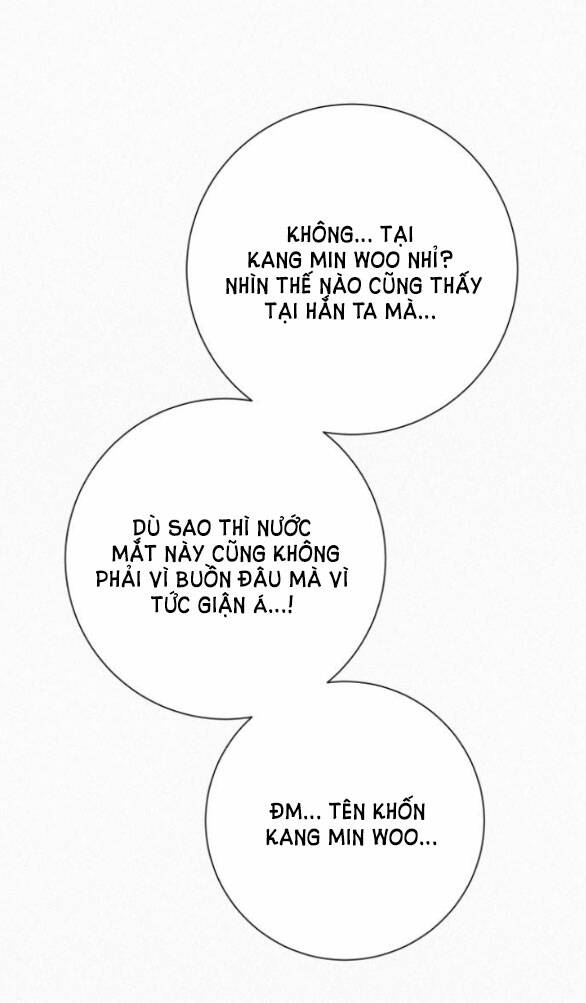 KHÔNG... TẠI
KANG MIN WOO NHỈ?
NHÌN THẾ NÀO CŨNG THẤY
TẠI HẮN TA MÀ...
DÙ SAO THÌ NƯỚC
MẮT NÀY CŨNG KHÔNG
PHẢI VÌ BUỒN ĐÂU MÀ VÌ
TỨC GIẬN Á...!
ĐM... TÊN KHỐN
KANG MIN WOO...